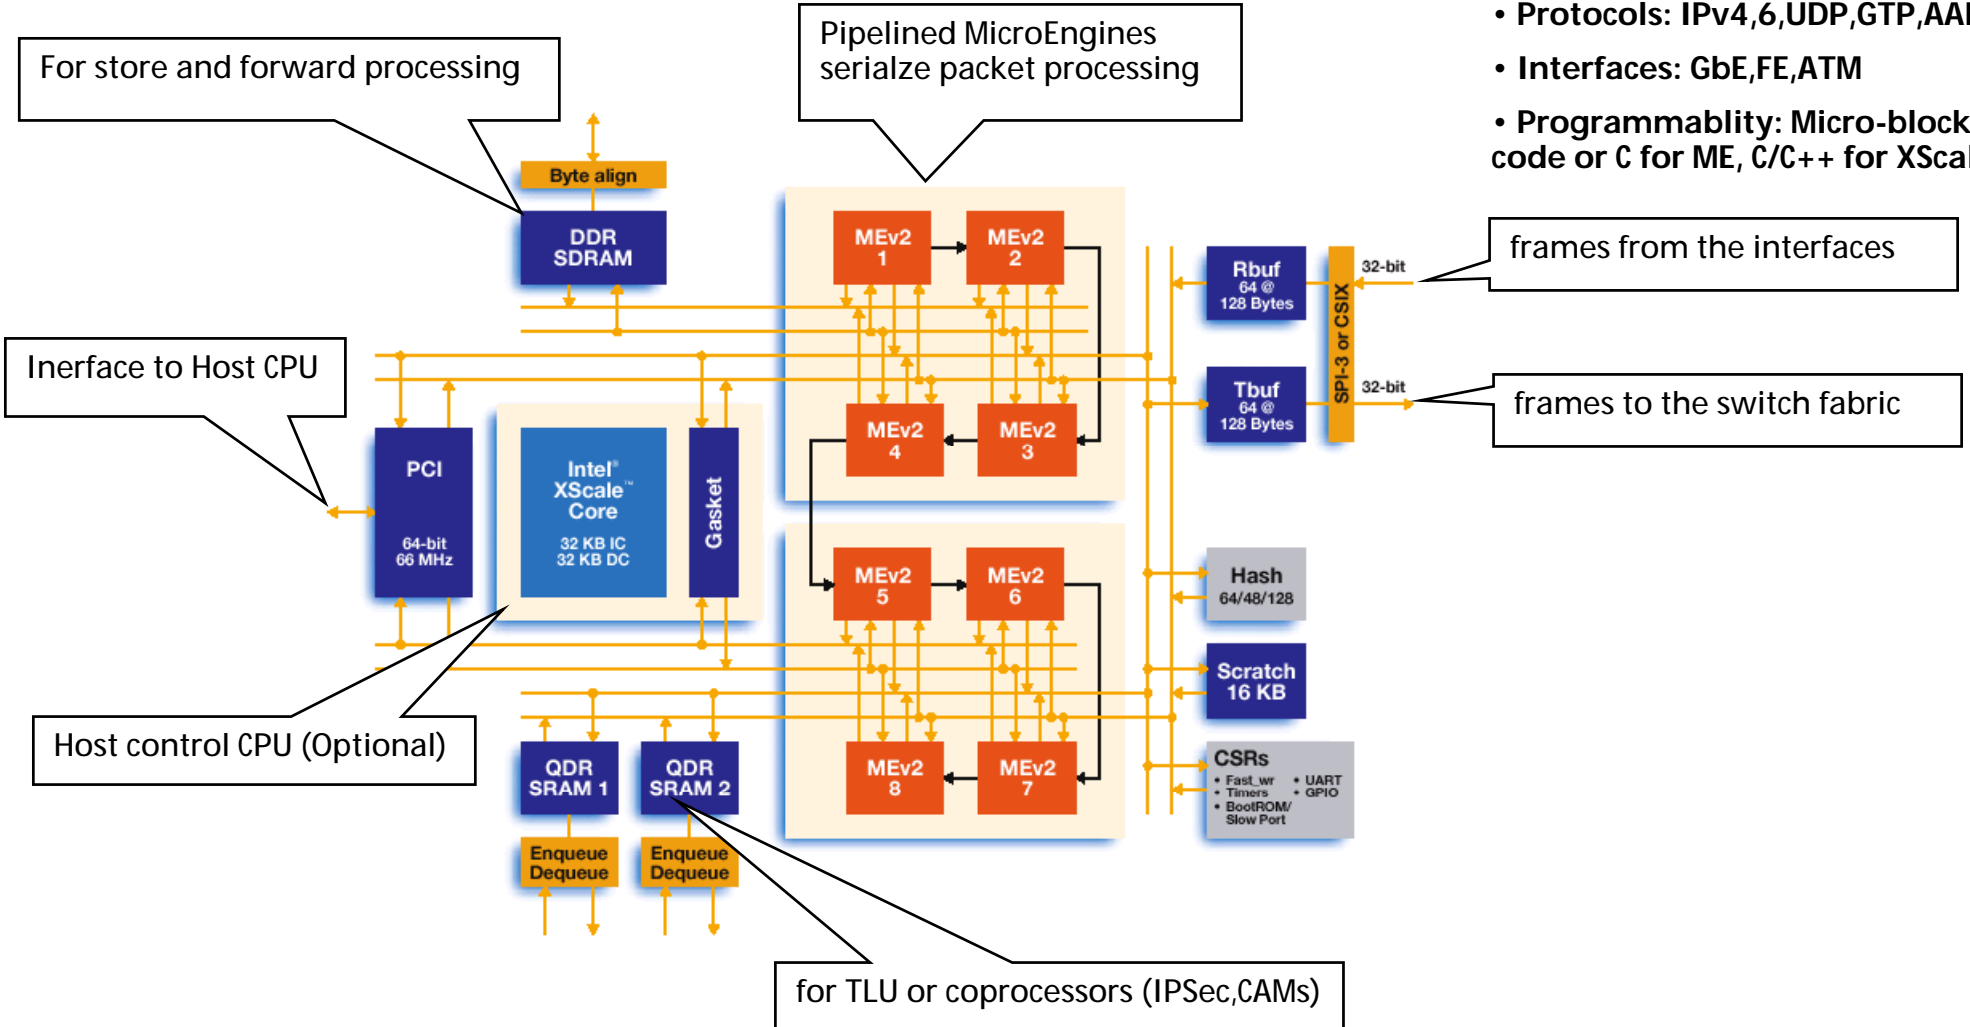 • Protocols: IPv4,6,UDP,GTP,
• Interfaces: GbE,FE,ATM
• Programmablity: Micro-block
code or C for ME, C/C++ for
Pipelined MicroEngines
serialze packet processing
For store and forward processing
frames from the interfaces
frames to the switch fabric
Inerface to Host CPU
Host control CPU (Optional)
for TLU or coprocessors (IPSec,CAMs)
Byte align
DDR
SDRAM
MEv2
1
MEv2
2
MEv2
4
MEv2
3
Rbuf
64 @
128 Bytes
Tbuf
64 @
128 Bytes
SPI-3 or CSIX
32-bit
32-bit
PCI
64-bit
66 MHz
Intel®
XScale™
Core
32 KB IC
32 KB DC
Gasket
MEv2
5
MEv2
6
MEv2
8
MEv2
7
Hash
64/48/128
Scratch
16 KB
CSRs
• Fast_wr • UART
• Timers • GPIO
• BootROM/
Slow Port
QDR
SRAM 1
QDR
SRAM 2
Enqueue
Dequeue
Enqueue
Dequeue